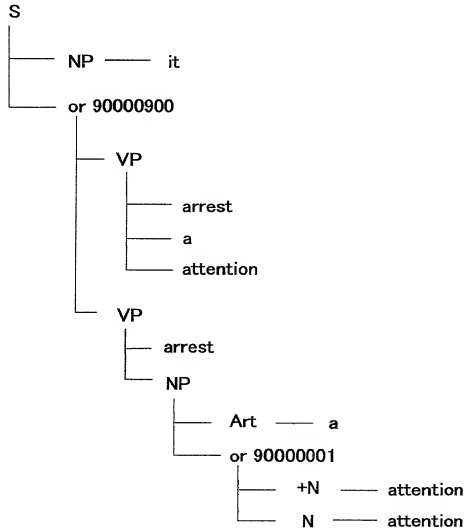 S
NP it
or 90000900
VP
arrest
a
attention
VP
arrest
NP
Art a
or 90000001
+N attention
N attention